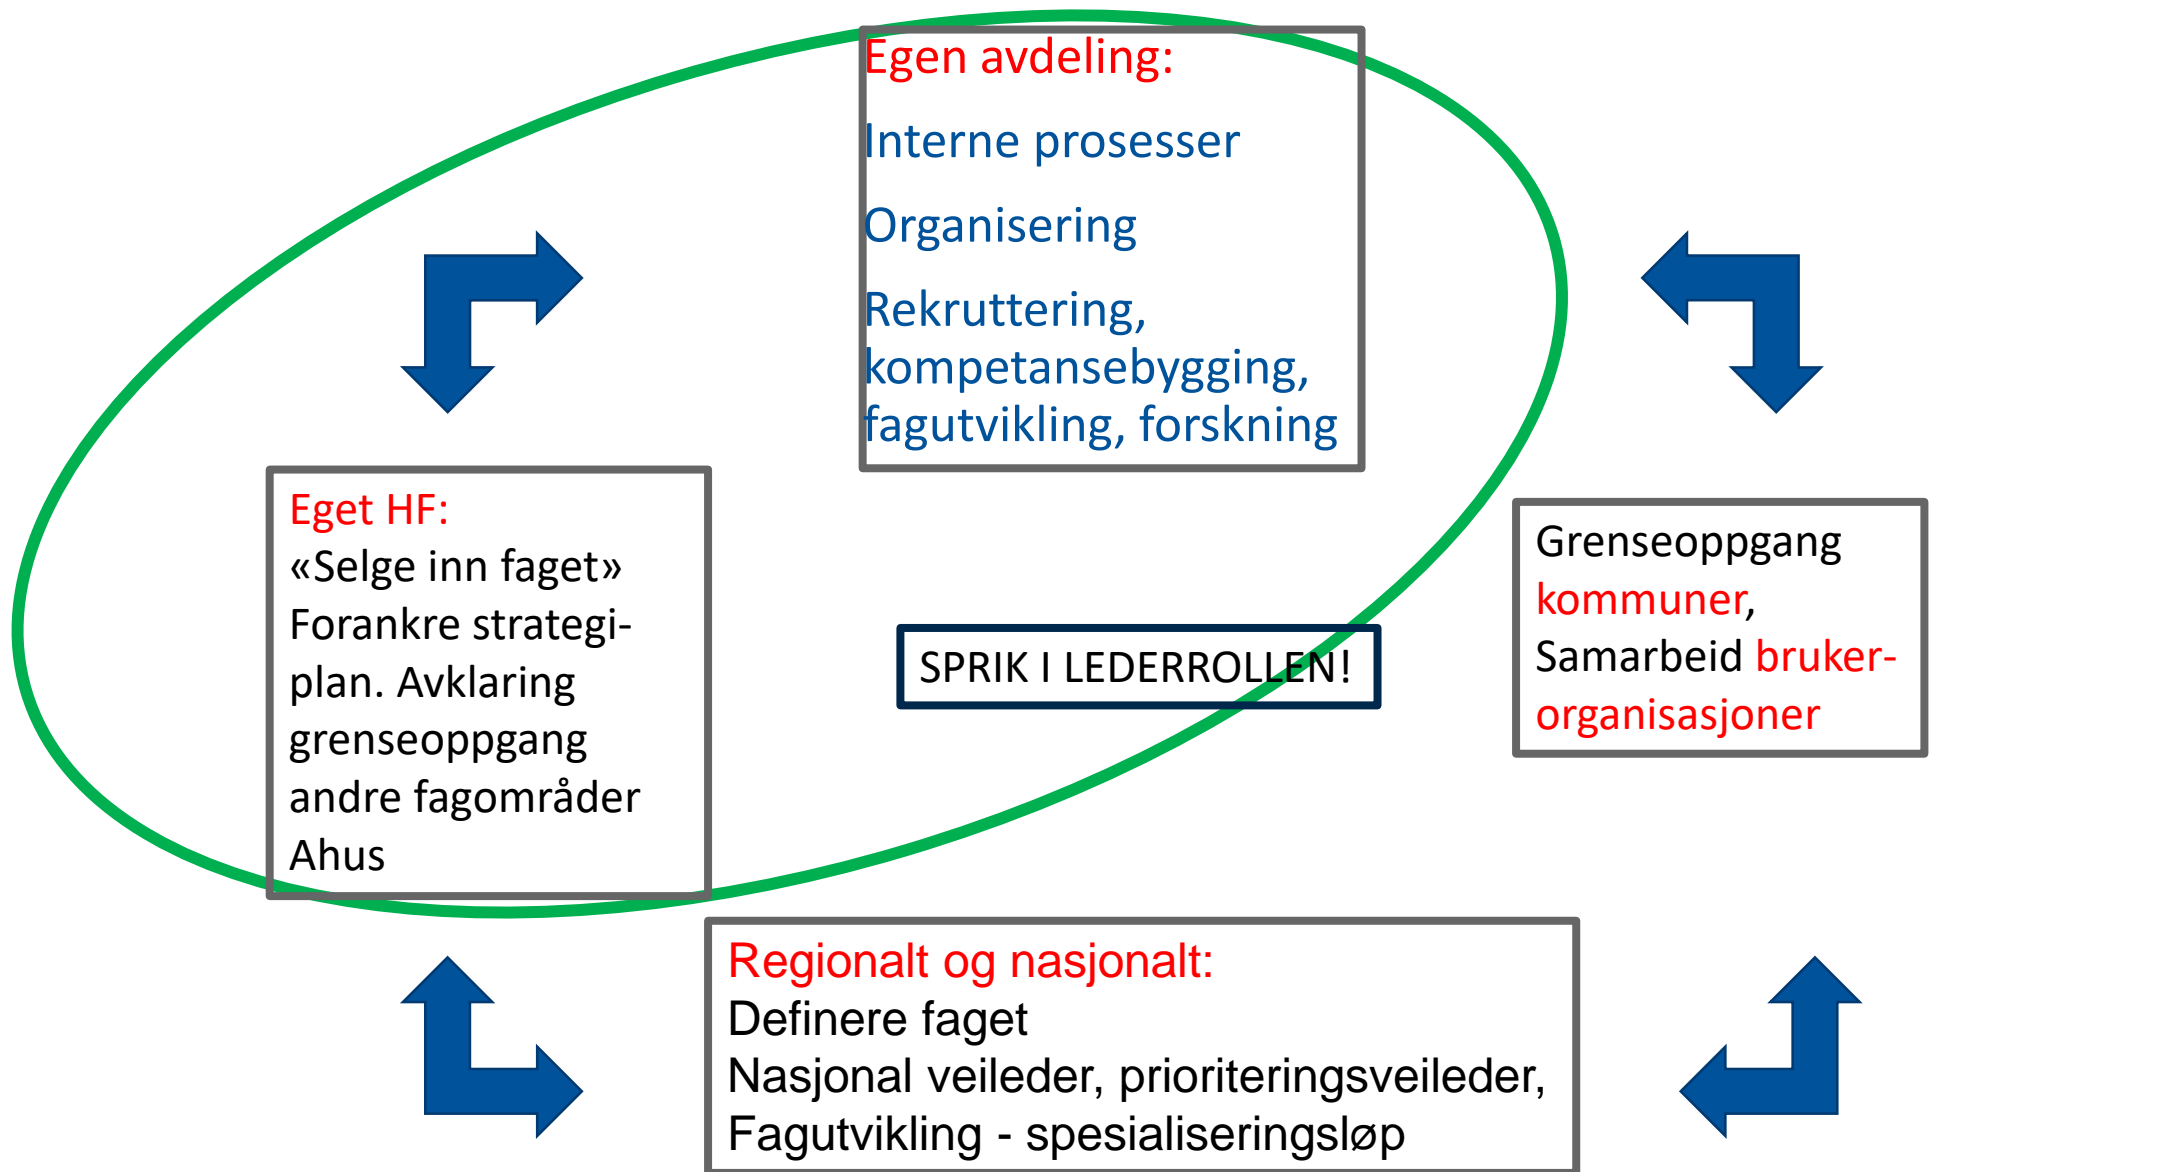 Egen avdeling:
Interne prosesser
Organisering
Rekruttering,
kompetansebygging,
fagutvikling, forskning
Eget HF:
«Selge inn faget»
Forankre strategi-
plan. Avklaring
grenseoppgang
andre fagområder
Ahus
SPRIK I LEDERROLLEN!
Grenseoppgang
kommuner,
Samarbeid bruker-
organisasjoner
Regionalt og nasjonalt:
Definere faget
Nasjonal veileder, prioriteringsveileder,
Fagutvikling - spesialiseringsløp